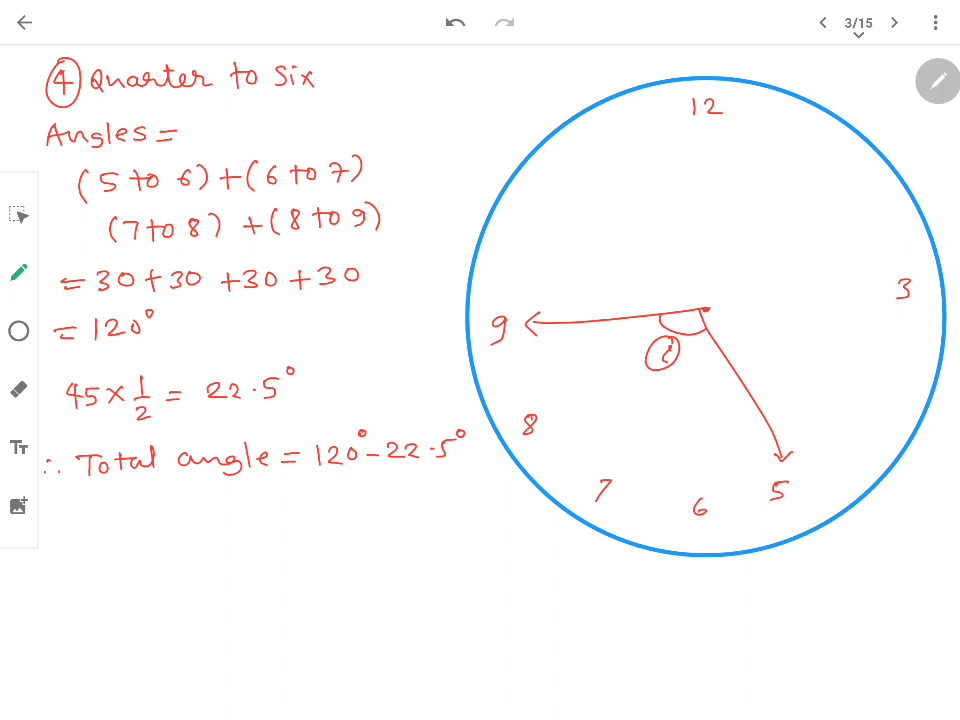 3/15
④ Quarter to Six
Angles =
(5 to 6) + (6 to 7)
(7 to 8) + (8 to 9)
= 30 + 30 + 30 + 30
= 120°
45 × 1/2 = 22.5°
∴ Total angle = 120° - 22.5°
12
3
9
8
7
6
5
Tт